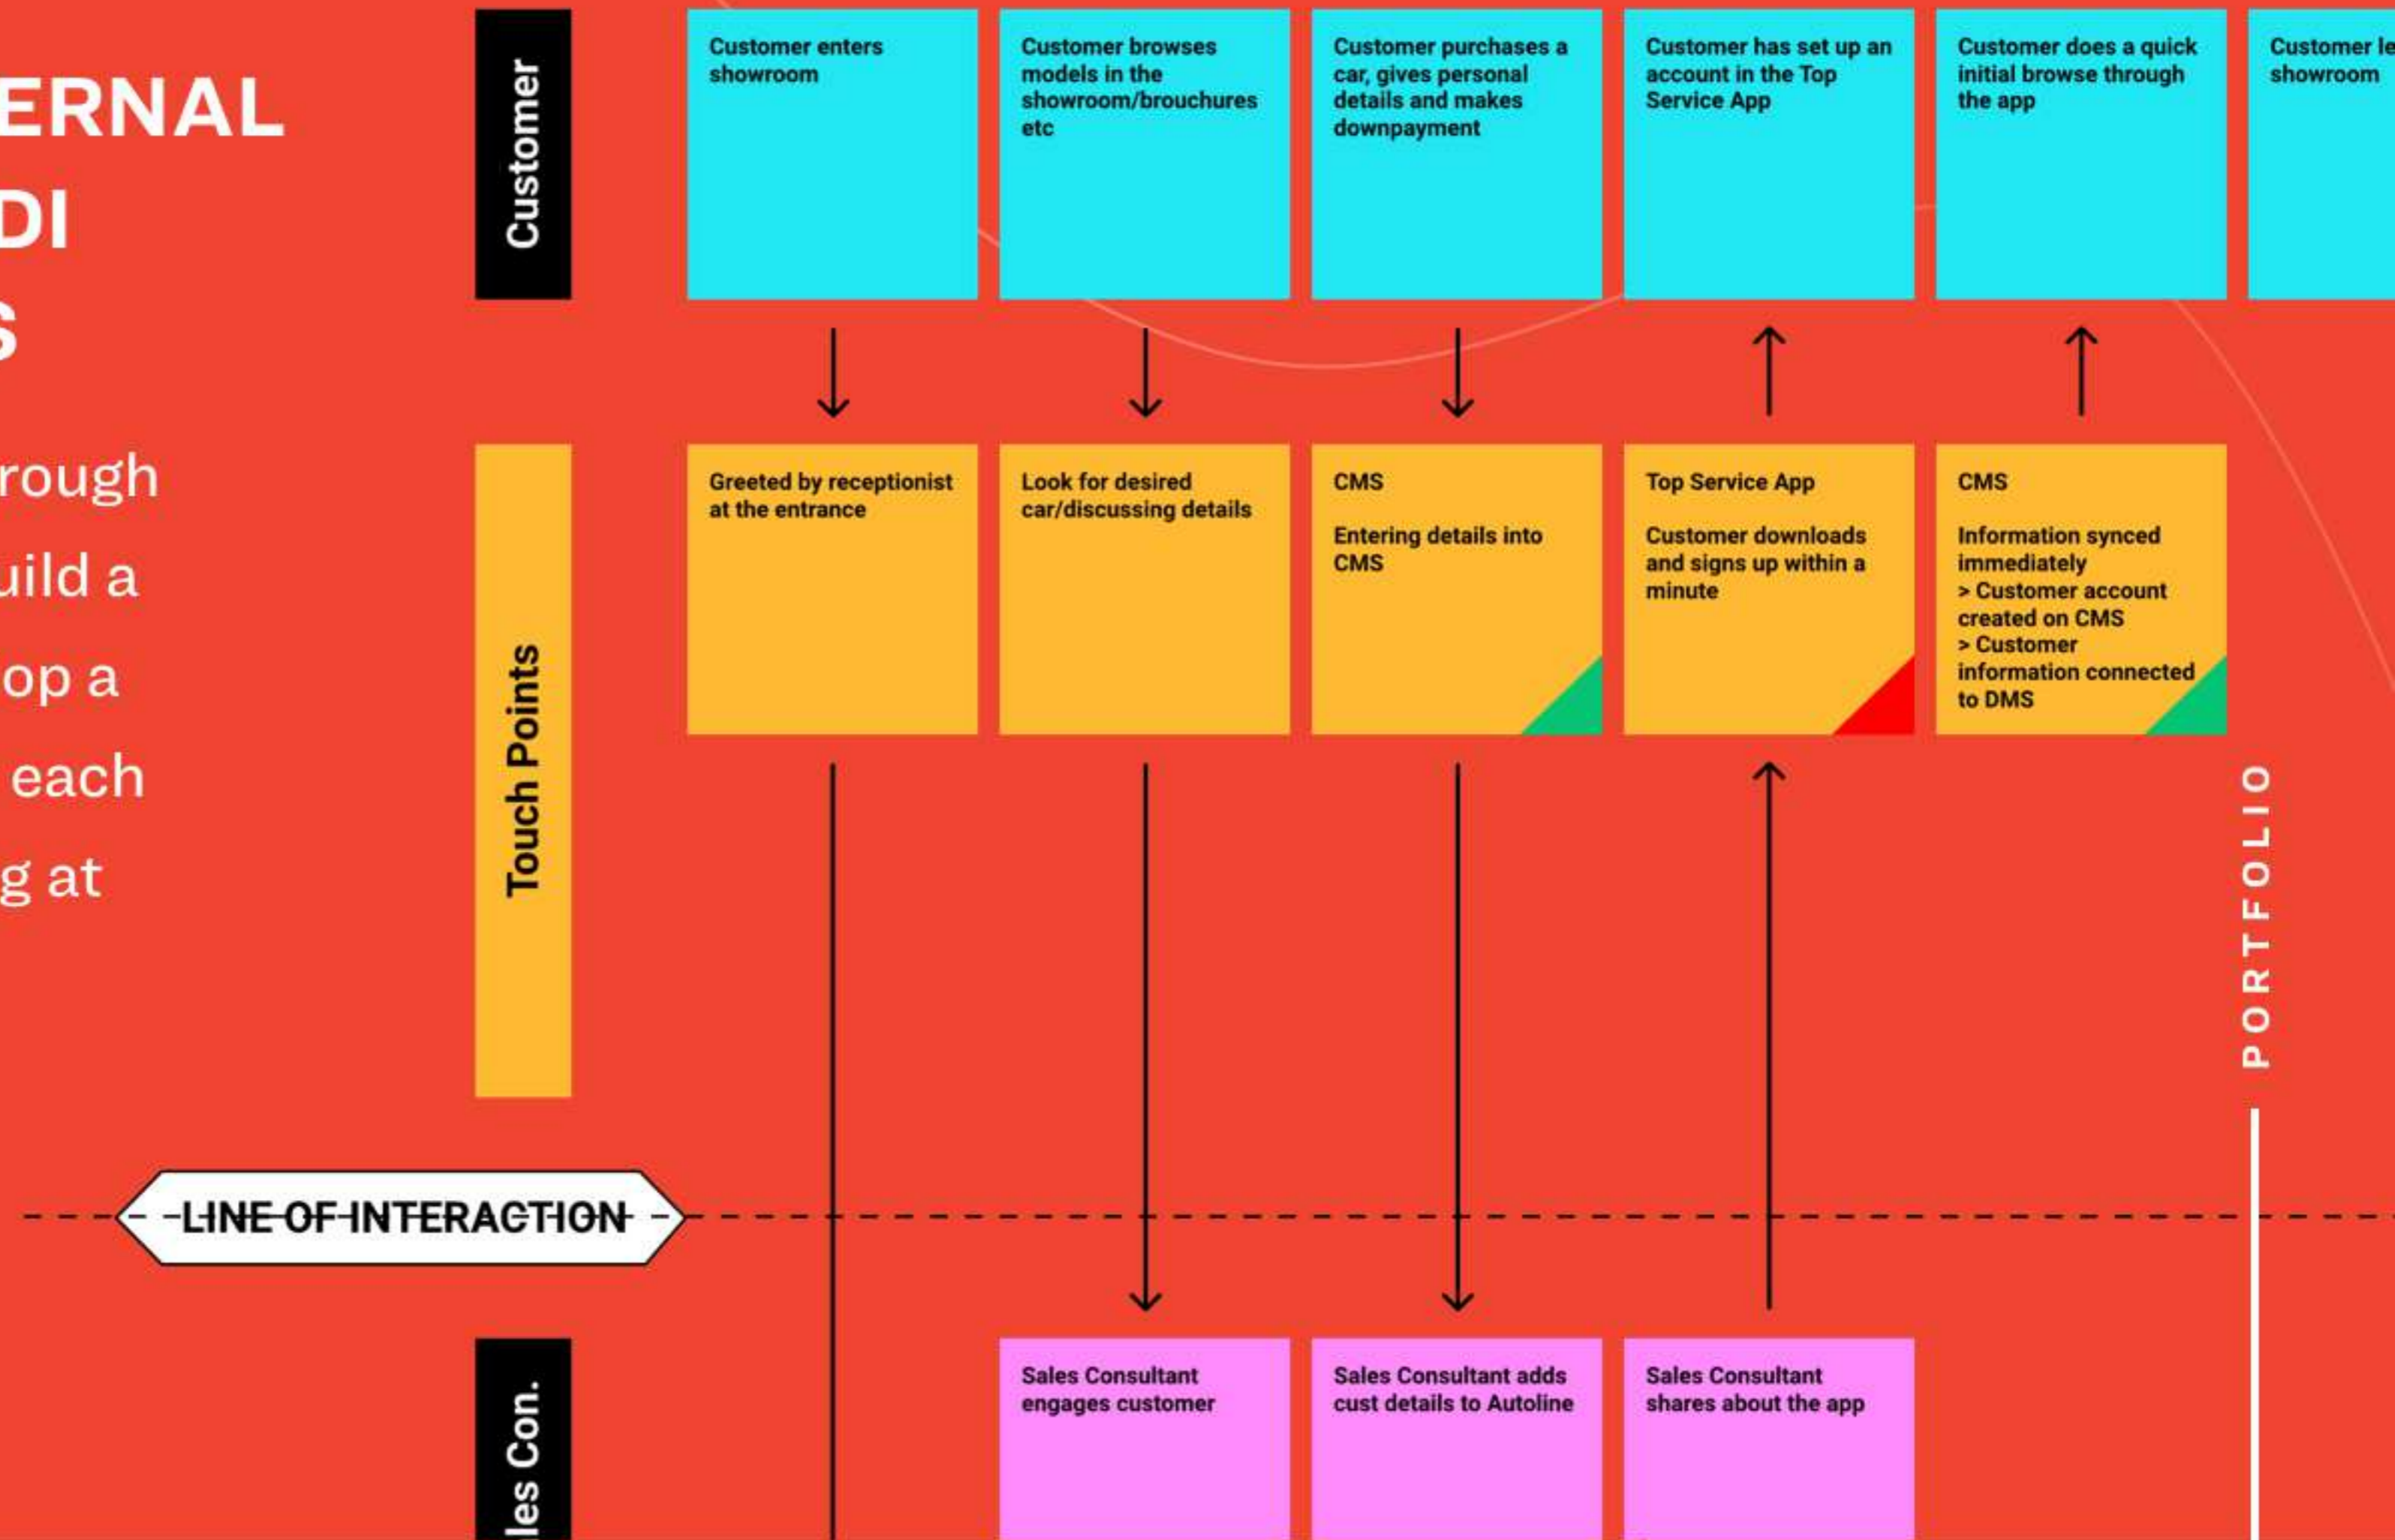 ERNAL
DI
S
rough
uild a
op a
each
g at
Customer
Customer enters
showroom
Customer browses
models in the
showroom/brouchures
etc
Customer purchases a
car, gives personal
details and makes
downpayment
Customer has set up an
account in the Top
Service App
Customer does a quick
initial browse through
the app
Customer le
showroom
Touch Points
Greeted by receptionist
at the entrance
Look for desired
car/discussing details
CMS
Entering details into
CMS
Top Service App
Customer downloads
and signs up within a
minute
CMS
Information synced
immediately
> Customer account
created on CMS
> Customer
information connected
to DMS
PORTFOLIO
LINE OF INTERACTION
les Con.
Sales Consultant
engages customer
Sales Consultant adds
cust details to Autoline
Sales Consultant
shares about the app